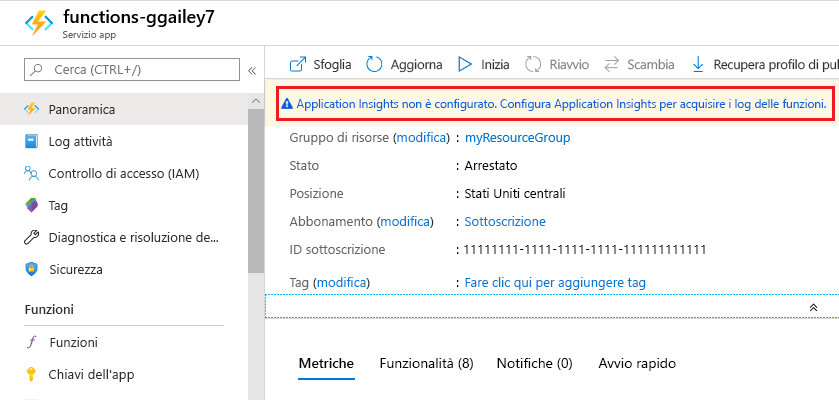 functions-ggailey7
Servizio app
Cerca (CTRL+/)
«
Panoramica
Log attività
Controllo di accesso (IAM)
Tag
Diagnostica e risoluzione de...
Sicurezza
Funzioni
Funzioni
Chiavi dell'app
Sfoglia Aggiorna Inizia Riavvio Scambia Recupera profilo di pul
Application Insights non è configurato. Configura Application Insights per acquisire i log delle funzioni.
Gruppo di risorse (modifica) : myResourceGroup
Stato : Arrestato
Posizione : Stati Uniti centrali
Abbonamento (modifica) : Sottoscrizione
ID sottoscrizione : 11111111-1111-1111-1111-111111111111
Tag (modifica) : Fare clic qui per aggiungere tag
Metriche Funzionalità (8) Notifiche (0) Avvio rapido